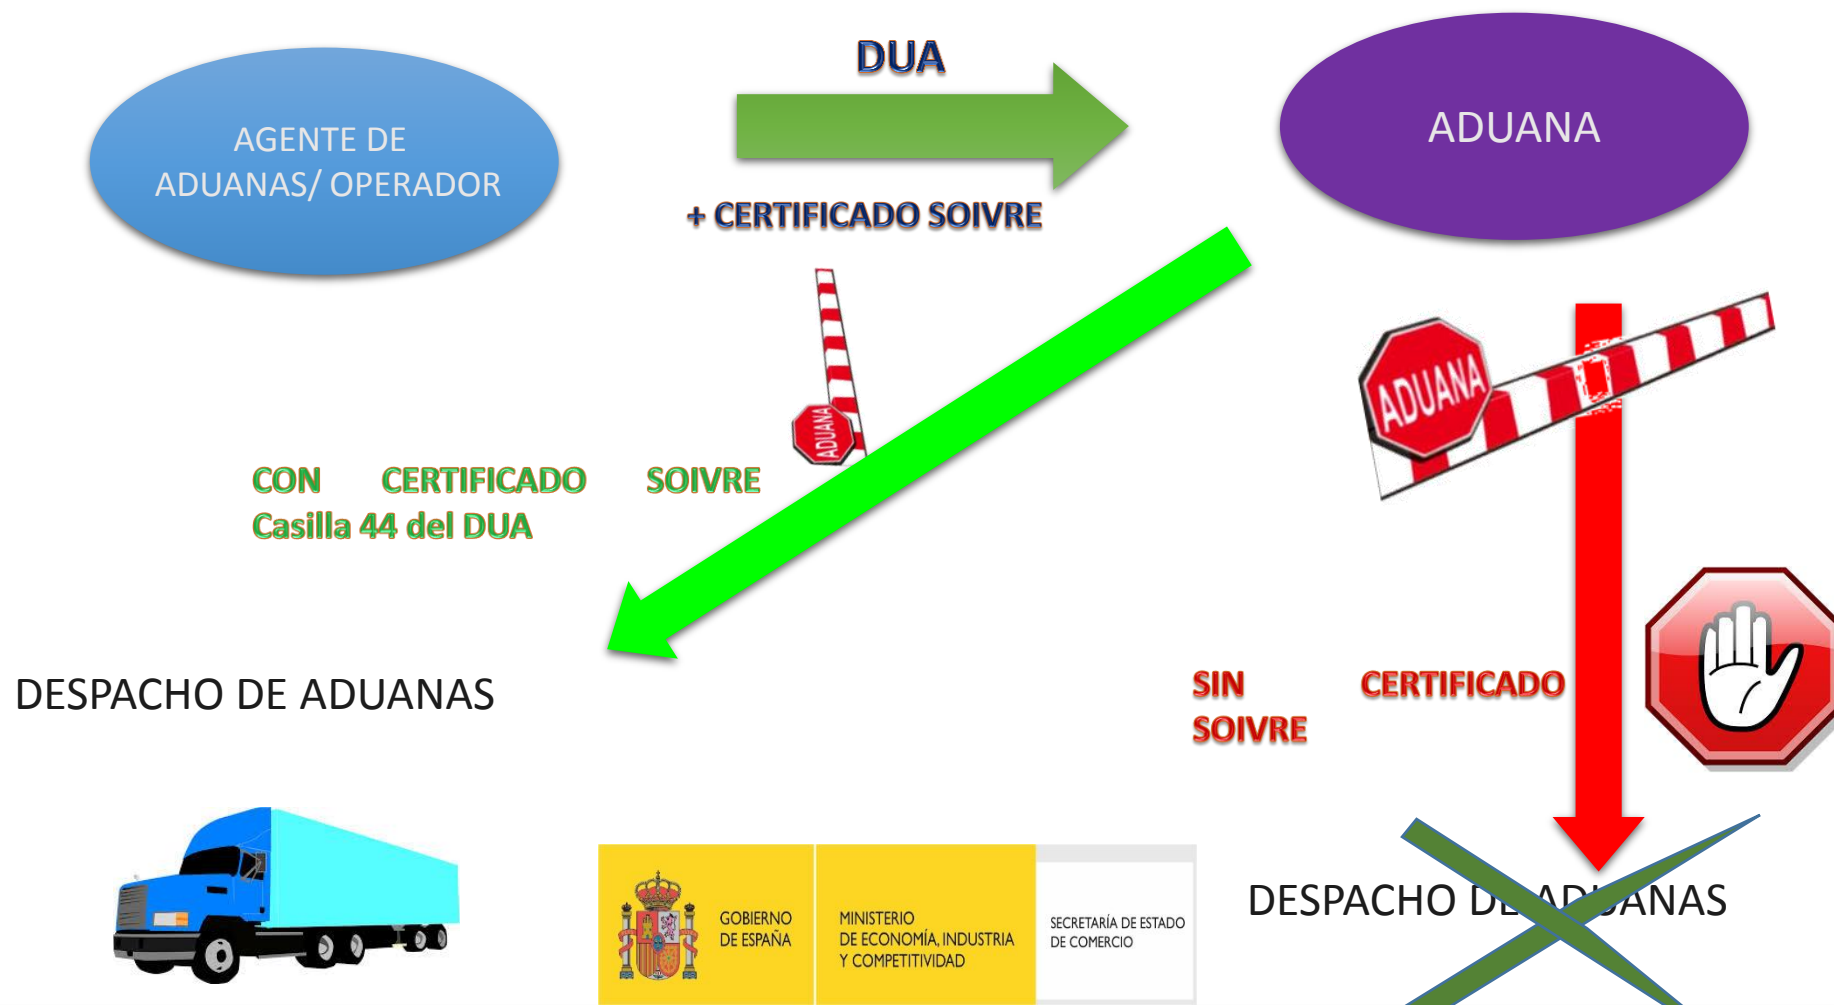 DUA
AGENTE DE
ADUANAS/ OPERADOR
ADUANA
+ CERTIFICADO SOIVRE
ADUANA
ADUANA
CON CERTIFICADO SOIVRE
Casilla 44 del DUA
DESPACHO DE ADUANAS
SIN CERTIFICADO
SOIVRE
GOBIERNO
DE ESPAÑA
MINISTERIO
DE ECONOMÍA, INDUSTRIA
Y COMPETITIVIDAD
SECRETARÍA DE ESTADO
DE COMERCIO
DESPACHO DE ADUANAS